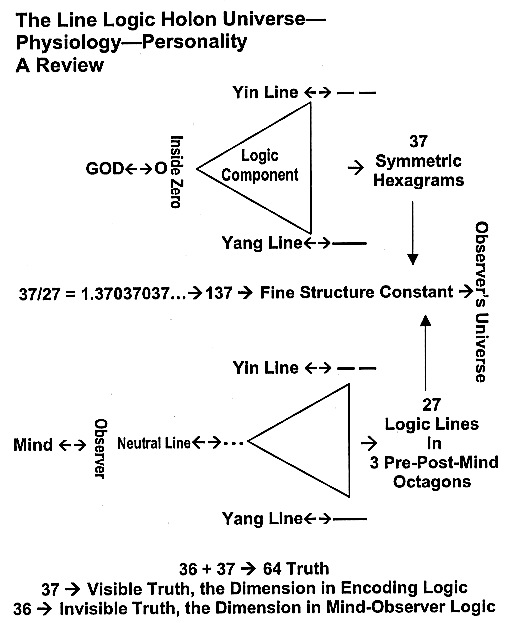 The Line Logic Holon Universe—
Physiology—Personality
A Review
Yin Line ←→ — —
Inside Zero
GOD←→O
Logic
Component
→ 37
Symmetric
Hexagrams
Yang Line←→ —
Observer's Universe
37/27 = 1.37037037...→137 → Fine Structure Constant →
Yin Line ←→ — —
Mind ←→ Observer
Neutral Line←→ ...
→ 27
Logic Lines
In
3 Pre-Post-Mind
Octagons
Yang Line←→ —
36 + 37 → 64 Truth
37 → Visible Truth, the Dimension in Encoding Logic
36 → Invisible Truth, the Dimension in Mind-Observer Logic